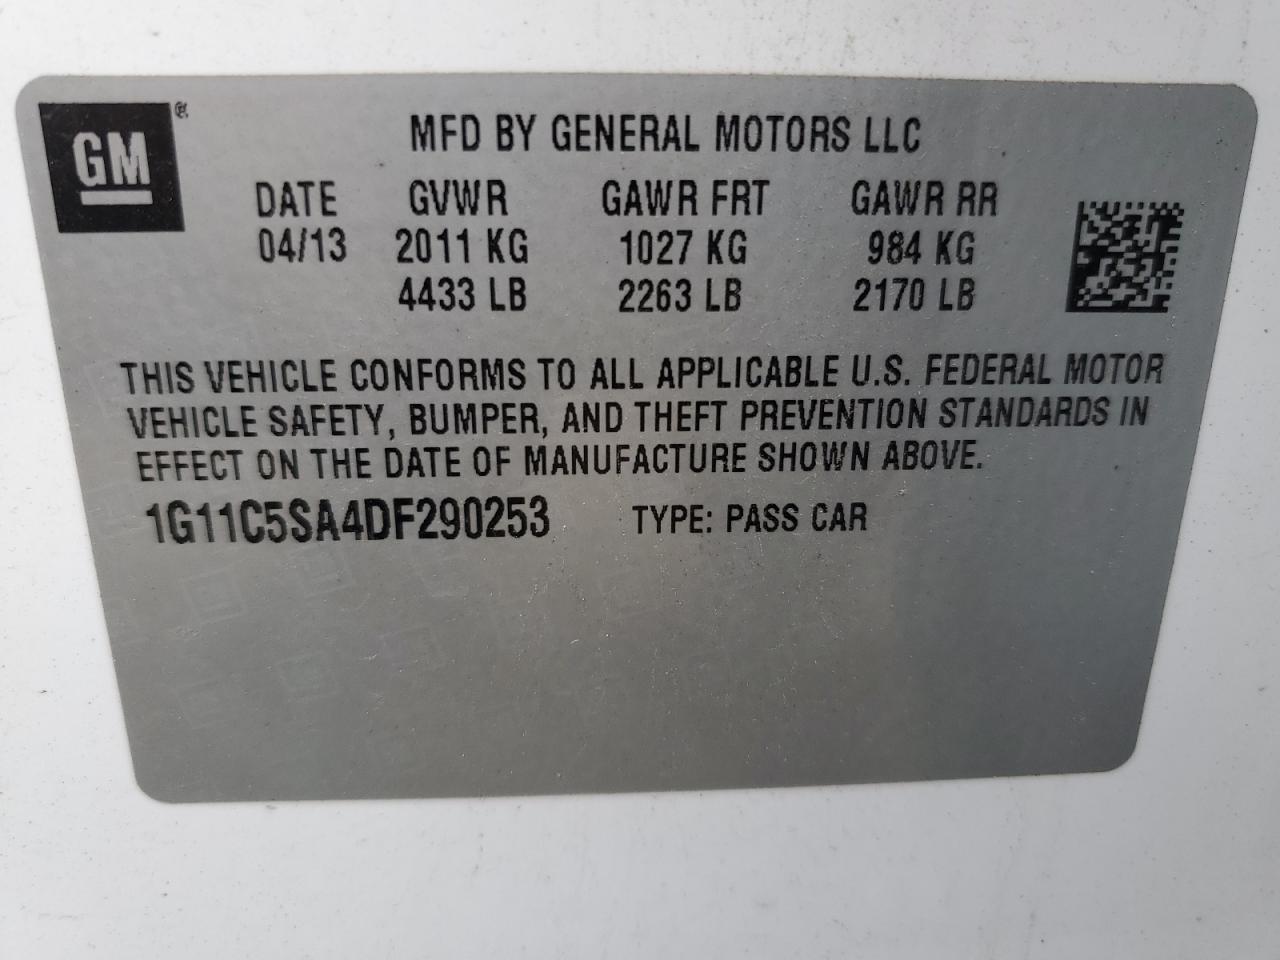 GM®
MFD BY GENERAL MOTORS LLC
DATE GVWR GAWR FRT GAWR RR
04/13 2011 KG 1027 KG 984 KG
4433 LB 2263 LB 2170 LB
THIS VEHICLE CONFORMS TO ALL APPLICABLE U.S. FEDERAL MOTOR
VEHICLE SAFETY, BUMPER, AND THEFT PREVENTION STANDARDS IN
EFFECT ON THE DATE OF MANUFACTURE SHOWN ABOVE.
1G11C5SA4DF290253 TYPE: PASS CAR